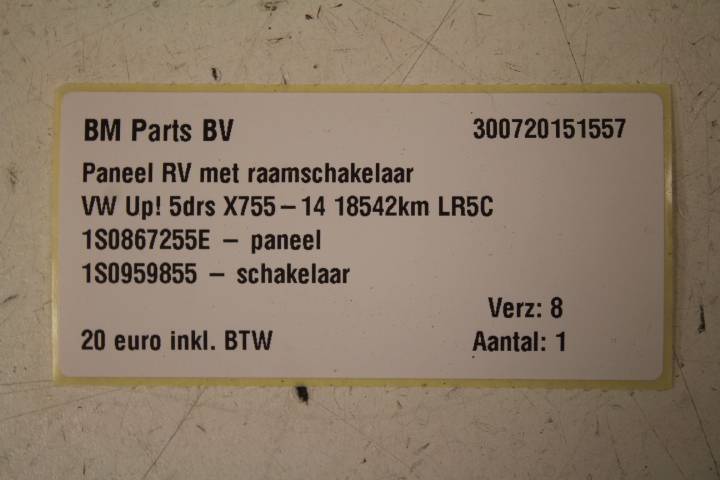 BM Parts BV 300720151557
Paneel RV met raamschakelaar
VW Up! 5drs X755 – 14 18542km LR5C
1S0867255E – paneel
1S0959855 – schakelaar
Verz: 8
20 euro inkl. BTW Aantal: 1